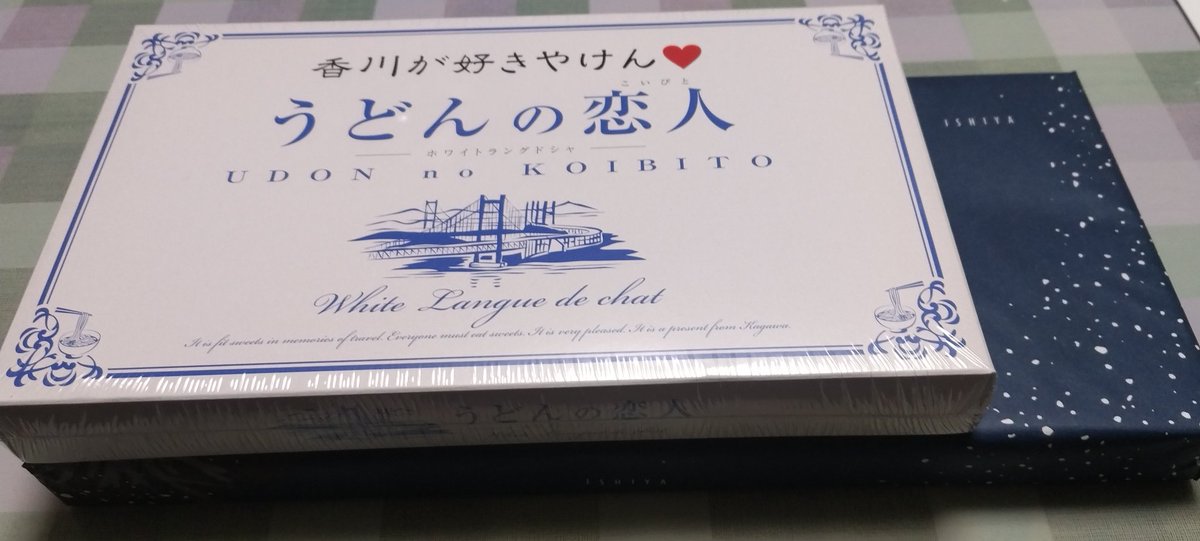 香川が好きやけん♥
こいびと
うどんの恋人
ホワイトラングドシャ
UDON no KOIBITO
White Langue de chat
It is fit sweets in memories of travel. Everyone must eat sweets. It is very pleased. It is a present from Kagawa.
うどんの恋人
ISHIYA
ISHIYA